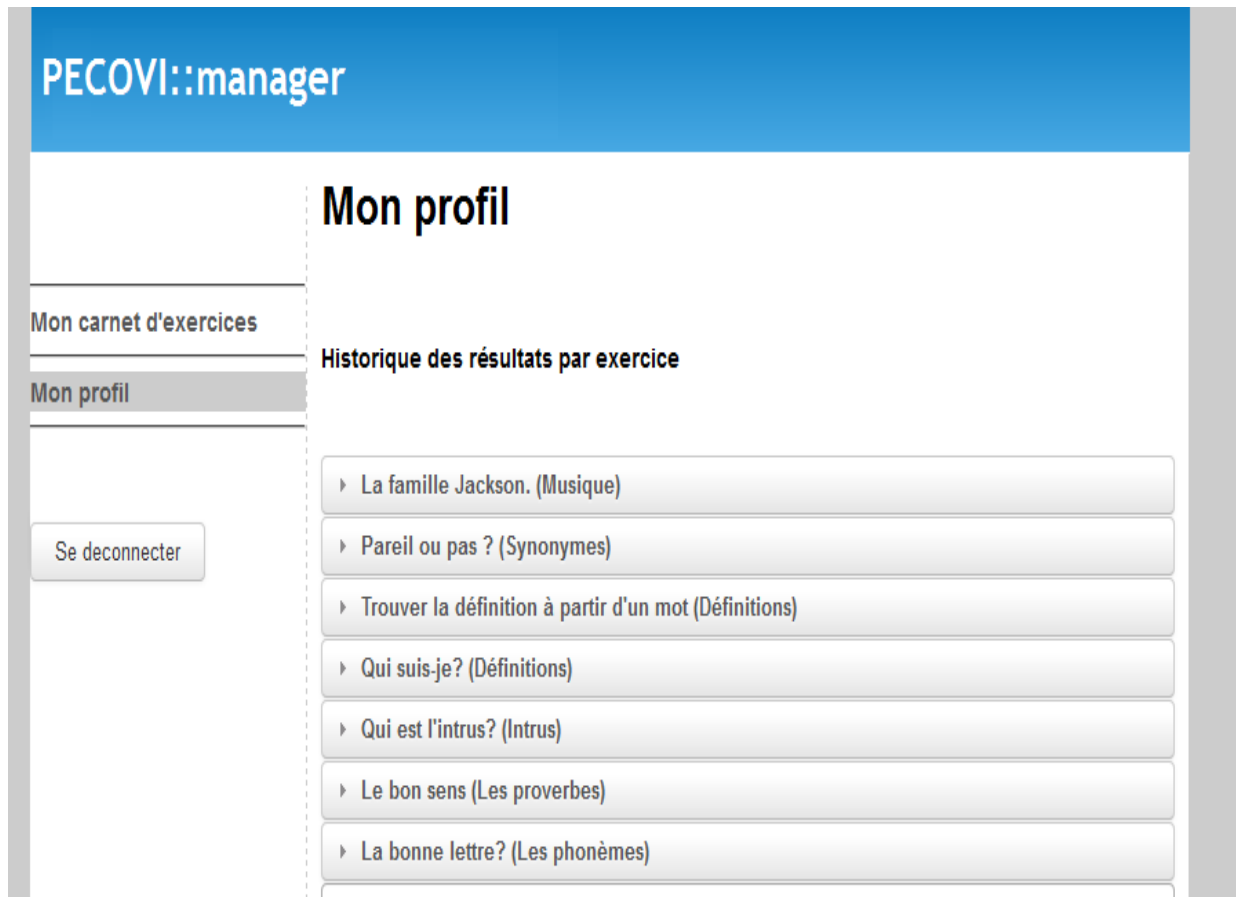 PECOVI::manager
Mon carnet d'exercices
Mon profil
Se deconnecter
Mon profil
Historique des résultats par exercice
La famille Jackson. (Musique)
Pareil ou pas ? (Synonymes)
Trouver la définition à partir d'un mot (Définitions)
Qui suis-je? (Définitions)
Qui est l'intrus? (Intrus)
Le bon sens (Les proverbes)
La bonne lettre? (Les phonèmes)